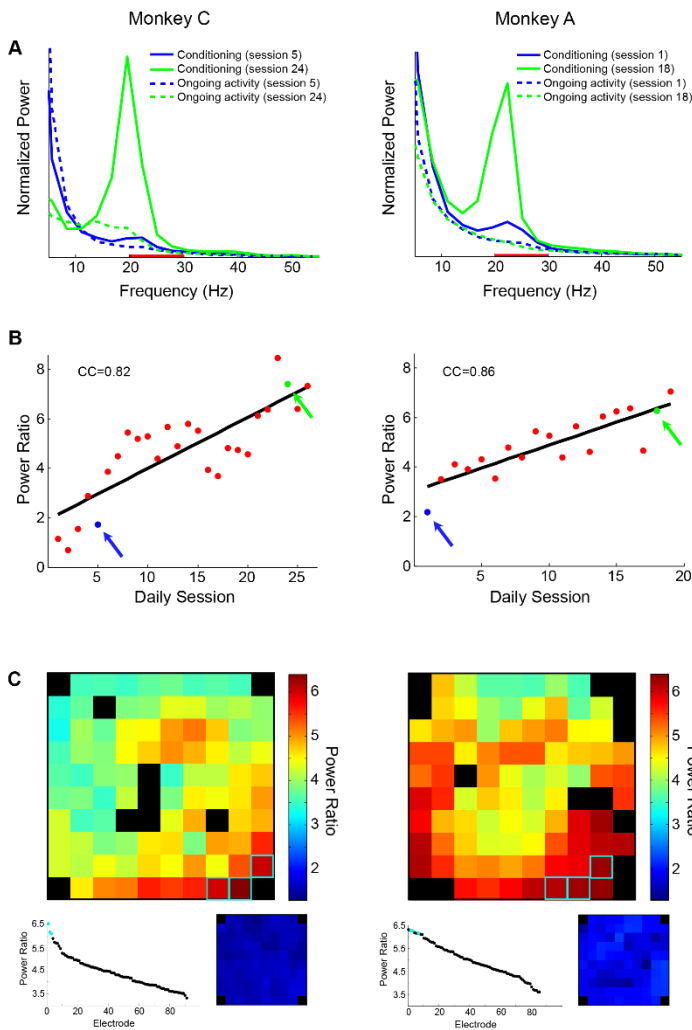 Monkey C
Monkey A
A
Normalized Power
Conditioning (session 5)
Conditioning (session 24)
Ongoing activity (session 5)
Ongoing activity (session 24)
10 20 30 40 50
Frequency (Hz)
Normalized Power
Conditioning (session 1)
Conditioning (session 18)
Ongoing activity (session 1)
Ongoing activity (session 18)
10 20 30 40 50
Frequency (Hz)
B
Power Ratio
8
6
4
2
0
CC=0.82
5 10 15 20 25
Daily Session
Power Ratio
8
6
4
2
0
CC=0.86
5 10 15 20
Daily Session
C
6
5
4
3
2
Power Ratio
6
5
4
3
2
Power Ratio
Power Ratio
6.5
5.5
4.5
3.5
0 20 40 60 80 100
Electrode
Power Ratio
6.5
5.5
4.5
3.5
0 20 40 60 80 100
Electrode